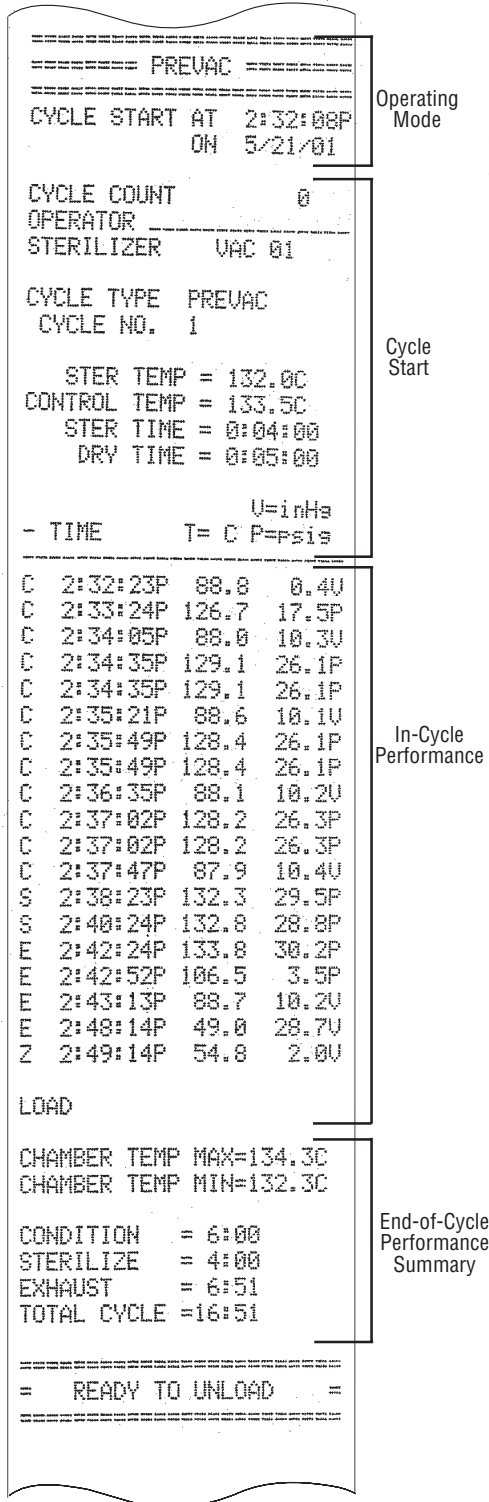 ====== PREVAC ======
CYCLE START AT 2:32:08P
ON 5/21/01
Operating
Mode
CYCLE COUNT 0
OPERATOR
STERILIZER VAC 01
CYCLE TYPE PREVAC
CYCLE NO. 1
STER TEMP = 132.0C
CONTROL TEMP = 133.5C
STER TIME = 0:04:00
DRY TIME = 0:05:00
V=inHg
- TIME T= C P=psig
Cycle
Start
C 2:32:23P 88.8 0.4V
C 2:33:24P 126.7 17.5P
C 2:34:05P 88.0 10.3V
C 2:34:35P 129.1 26.1P
C 2:34:35P 129.1 26.1P
C 2:35:21P 88.6 10.1V
C 2:35:49P 128.4 26.1P
C 2:35:49P 128.4 26.1P
C 2:36:35P 88.1 10.2V
C 2:37:02P 128.2 26.3P
C 2:37:02P 128.2 26.3P
C 2:37:47P 87.9 10.4V
S 2:38:23P 132.3 29.5P
S 2:40:24P 132.8 28.8P
E 2:42:24P 133.8 30.2P
E 2:42:52P 106.5 3.5P
E 2:43:13P 88.7 10.2V
E 2:48:14P 49.0 28.7V
Z 2:49:14P 54.8 2.0V
LOAD
In-Cycle
Performance
CHAMBER TEMP MAX=134.3C
CHAMBER TEMP MIN=132.3C
CONDITION = 6:00
STERILIZE = 4:00
EXHAUST = 6:51
TOTAL CYCLE =16:51
End-of-Cycle
Performance
Summary
= READY TO UNLOAD =